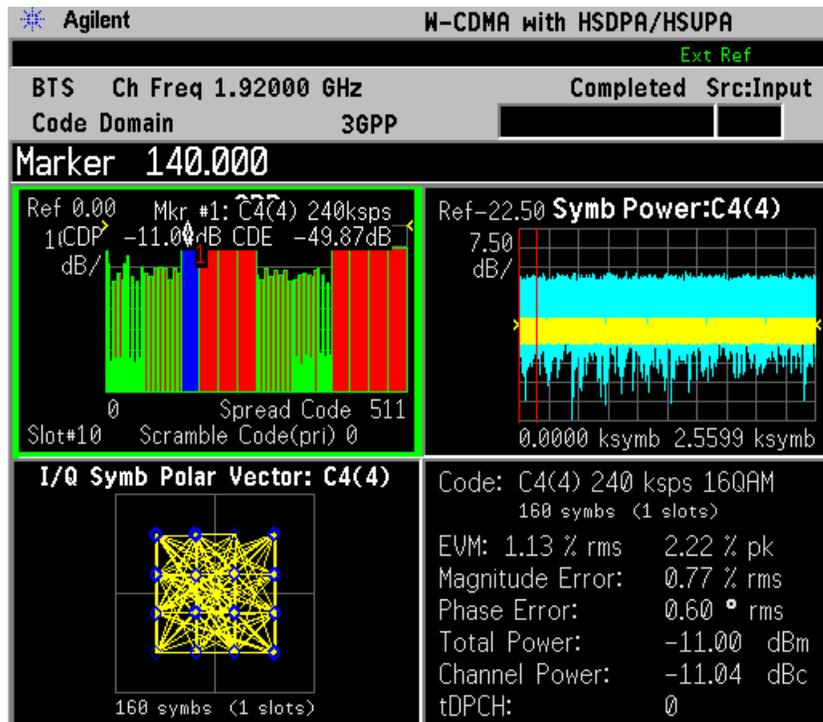 Agilent W-CDMA with HSDPA/HSUPA
Ext Ref
BTS Ch Freq 1.92000 GHz Completed Src:Input
Code Domain 3GPP
Marker 140.000
Ref 0.00 Mkr #1: C4(4) 240ksps
CDP -11.04dB CDE -49.87dB
dB/
1
0 Spread Code 511
Slot#10 Scramble Code(pri) 0
Ref-22.50 Symb Power:C4(4)
7.50
dB/
0.0000 ksymb 2.5599 ksymb
I/Q Symb Polar Vector: C4(4)
160 symbs (1 slots)
Code: C4(4) 240 ksps 16QAM
160 symbs (1 slots)
EVM: 1.13 % rms 2.22 % pk
Magnitude Error: 0.77 % rms
Phase Error: 0.60 ° rms
Total Power: -11.00 dBm
Channel Power: -11.04 dBc
tDPCH: 0